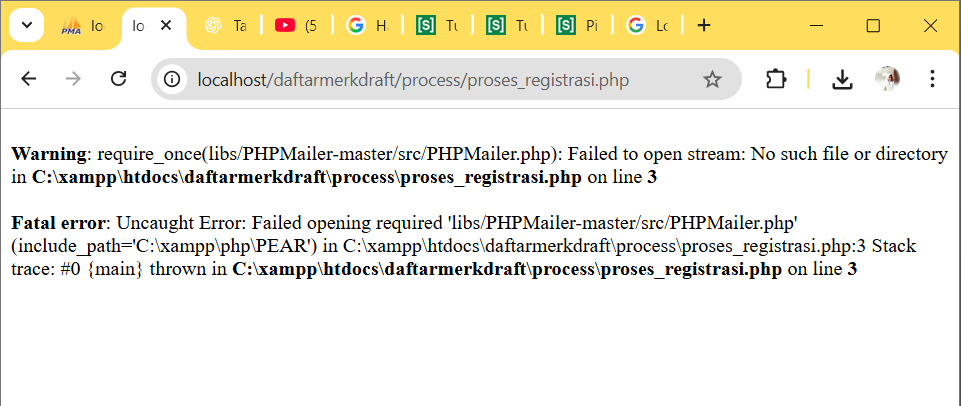 PMA lo lo Ta (5 H Tu Tu Pi Lo
localhost/daftarmerkdraft/process/proses_registrasi.php
Warning: require_once(libs/PHPMailer-master/src/PHPMailer.php): Failed to open stream: No such file or directory
in C:\xampp\htdocs\daftarmerkdraft\process\proses_registrasi.php on line 3
Fatal error: Uncaught Error: Failed opening required 'libs/PHPMailer-master/src/PHPMailer.php'
(include_path='C:\xampp\php\PEAR') in C:\xampp\htdocs\daftarmerkdraft\process\proses_registrasi.php:3 Stack
trace: #0 {main} thrown in C:\xampp\htdocs\daftarmerkdraft\process\proses_registrasi.php on line 3